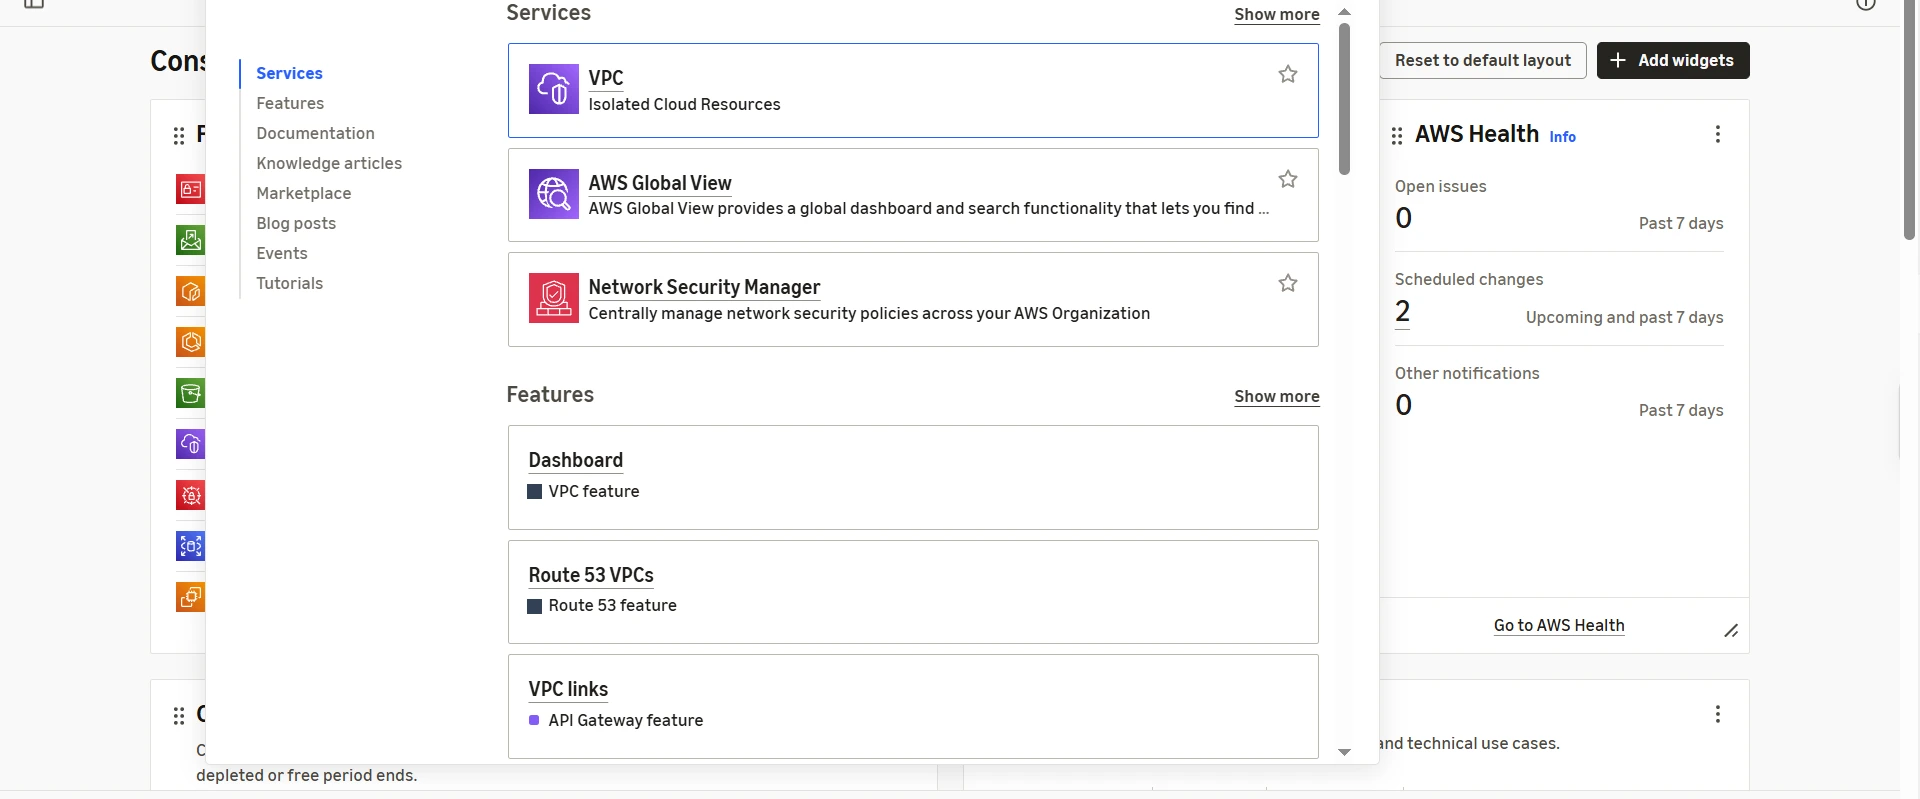 Services
Show more
Cons
Reset to default layout
Add widgets
Services
Features
Documentation
Knowledge articles
Marketplace
Blog posts
Events
Tutorials
VPC
Isolated Cloud Resources
AWS Global View
AWS Global View provides a global dashboard and search functionality that lets you find ...
Network Security Manager
Centrally manage network security policies across your AWS Organization
Features
Show more
Dashboard
VPC feature
Route 53 VPCs
Route 53 feature
VPC links
API Gateway feature
AWS Health Info
Open issues
0
Past 7 days
Scheduled changes
2
Upcoming and past 7 days
Other notifications
0
Past 7 days
Go to AWS Health
and technical use cases.
depleted or free period ends.